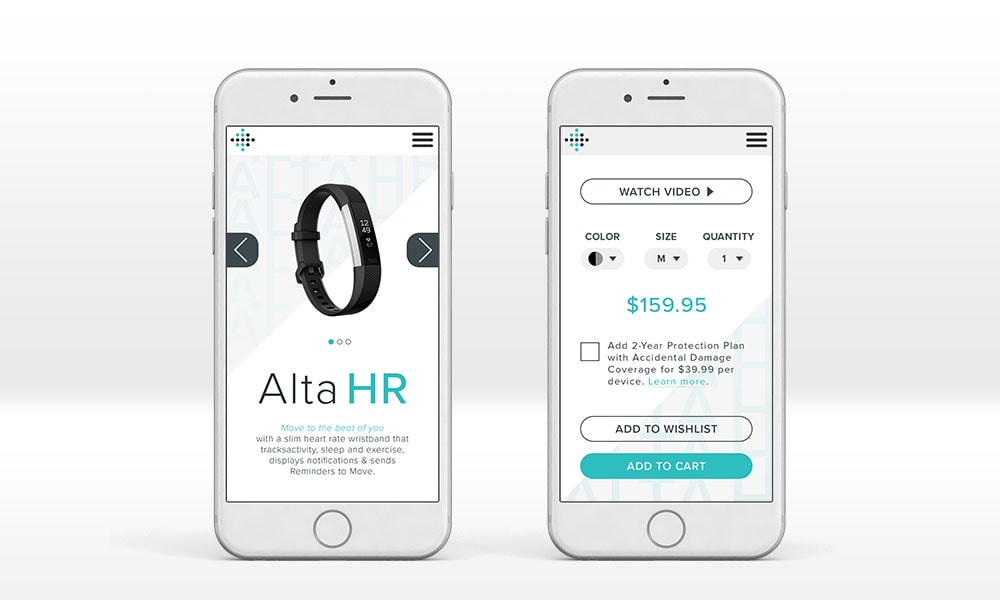 12
49
Alta HR
Move to the beat of you
with a slim heart rate wristband that
tracksactivity, sleep and exercise,
displays notifications & sends
Reminders to Move.
WATCH VIDEO
COLOR SIZE QUANTITY
M 1
$159.95
Add 2-Year Protection Plan
with Accidental Damage
Coverage for $39.99 per
device. Learn more.
ADD TO WISHLIST
ADD TO CART
ALTA